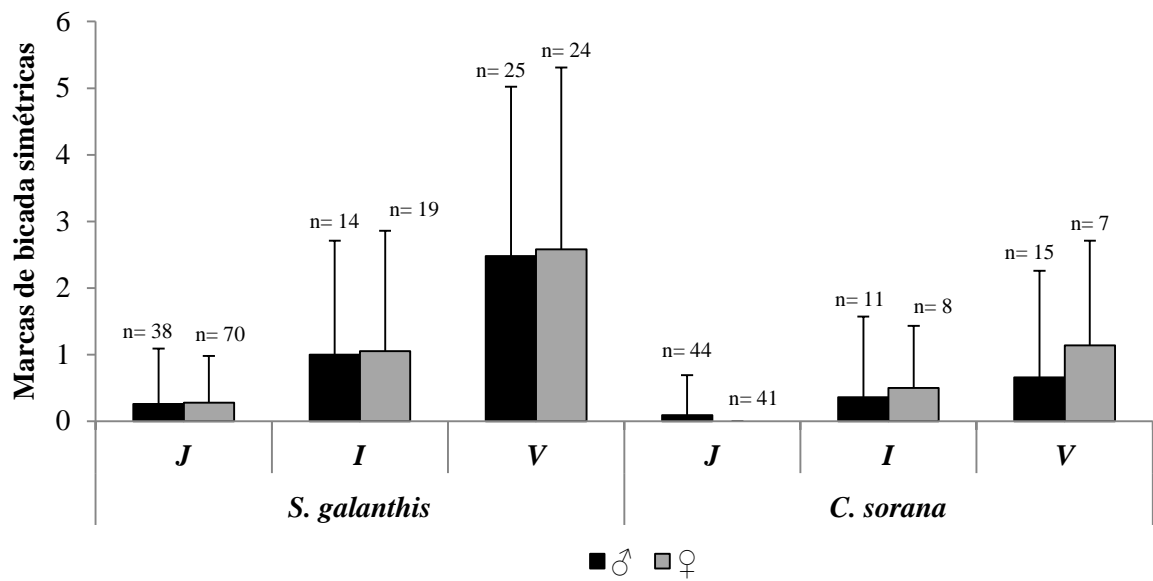 Marcas de bicada simétricas
6
5
4
3
2
1
0
n= 38
n= 70
n= 14
n= 19
n= 25
n= 24
n= 44
n= 41
n= 11
n= 8
n= 15
n= 7
J I V J I V
S. galanthis C. sorana
♂ ♀